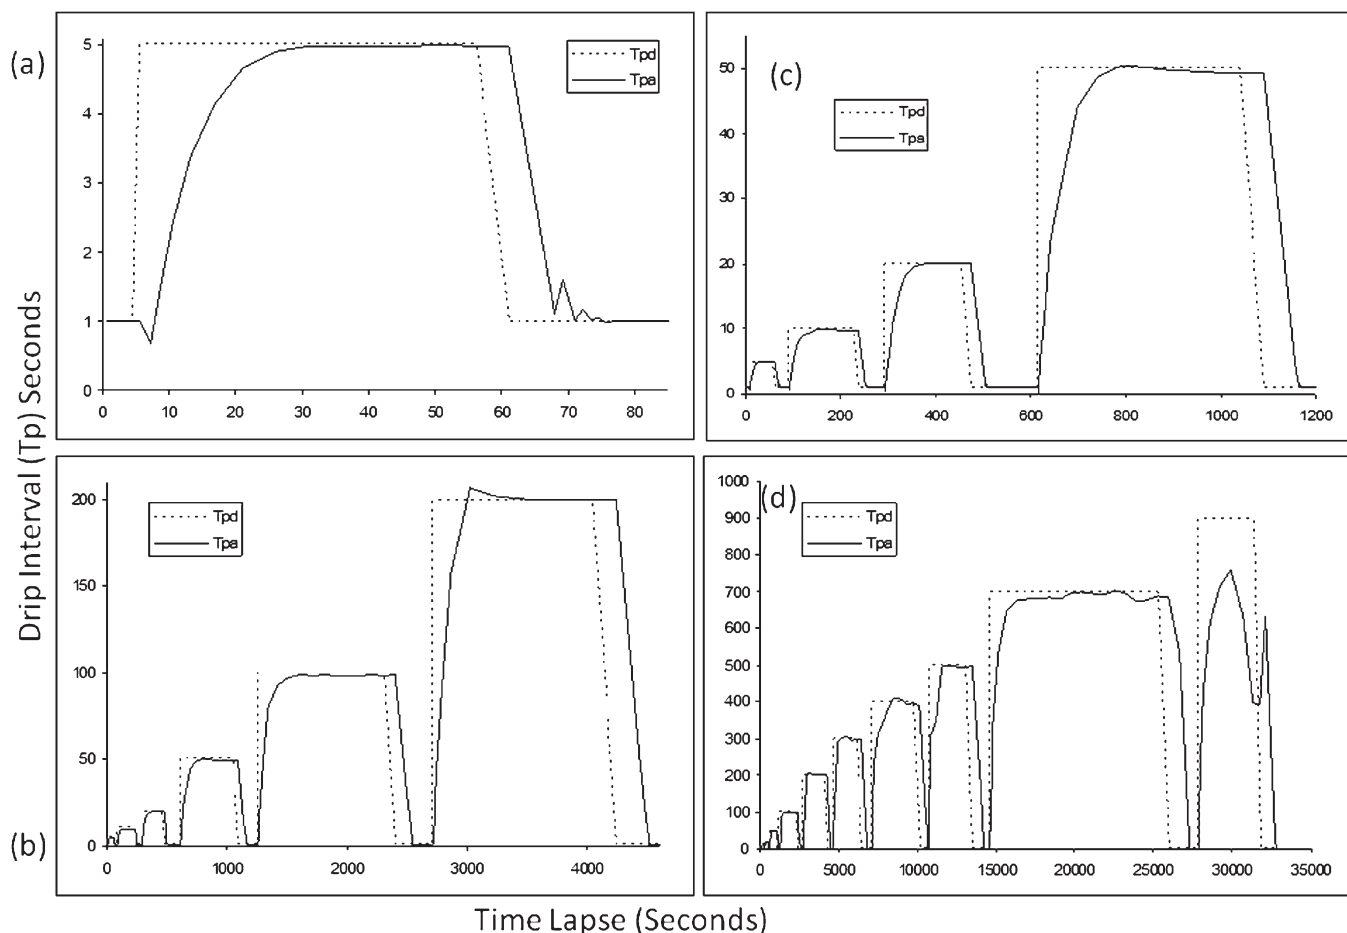 (a)
5
4
3
2
1
0
0 10 20 30 40 50 60 70 80
Tpd
Tpa
(c)
50
40
30
20
10
0
0 200 400 600 800 1000 1200
Tpd
Tpa
Drip Interval (Tp) Seconds
(b)
200
150
100
50
0
0 1000 2000 3000 4000
Tpd
Tpa
(d)
1000
900
800
700
600
500
400
300
200
100
0
0 5000 10000 15000 20000 25000 30000 35000
Tpd
Tpa
Time Lapse (Seconds)